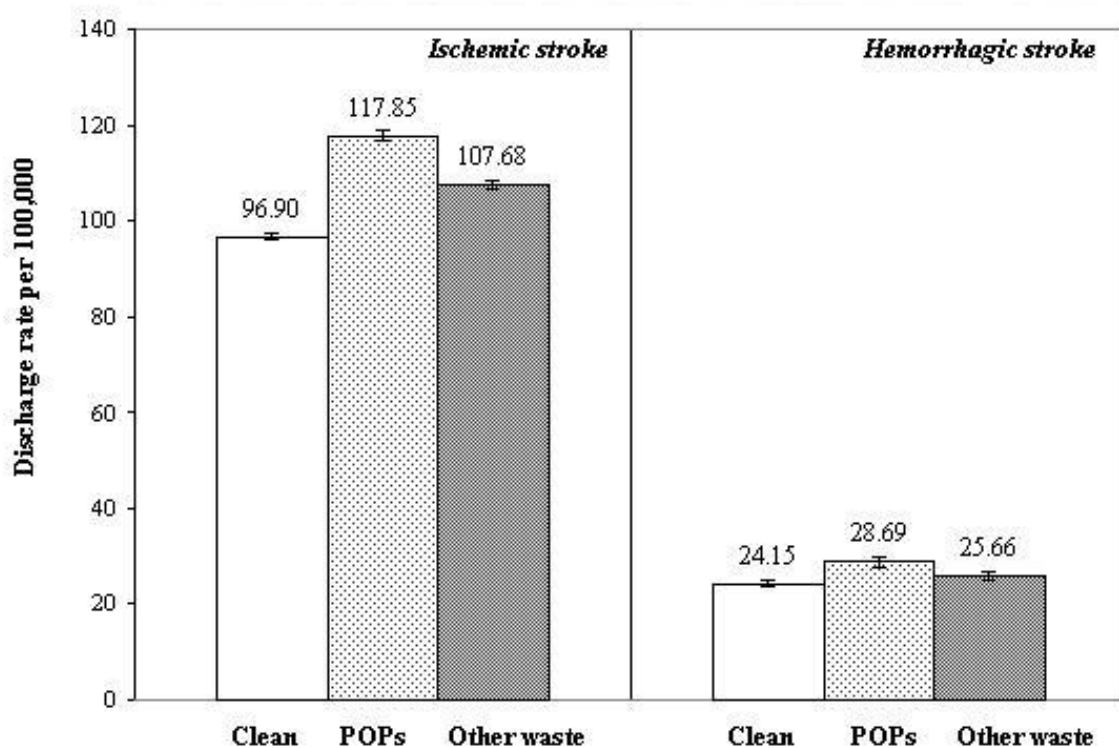 Discharge rate per 100,000
140
120
100
80
60
40
20
0
Ischemic stroke
96.90
117.85
107.68
Clean POPs Other waste
Hemorrhagic stroke
24.15
28.69
25.66
Clean POPs Other waste